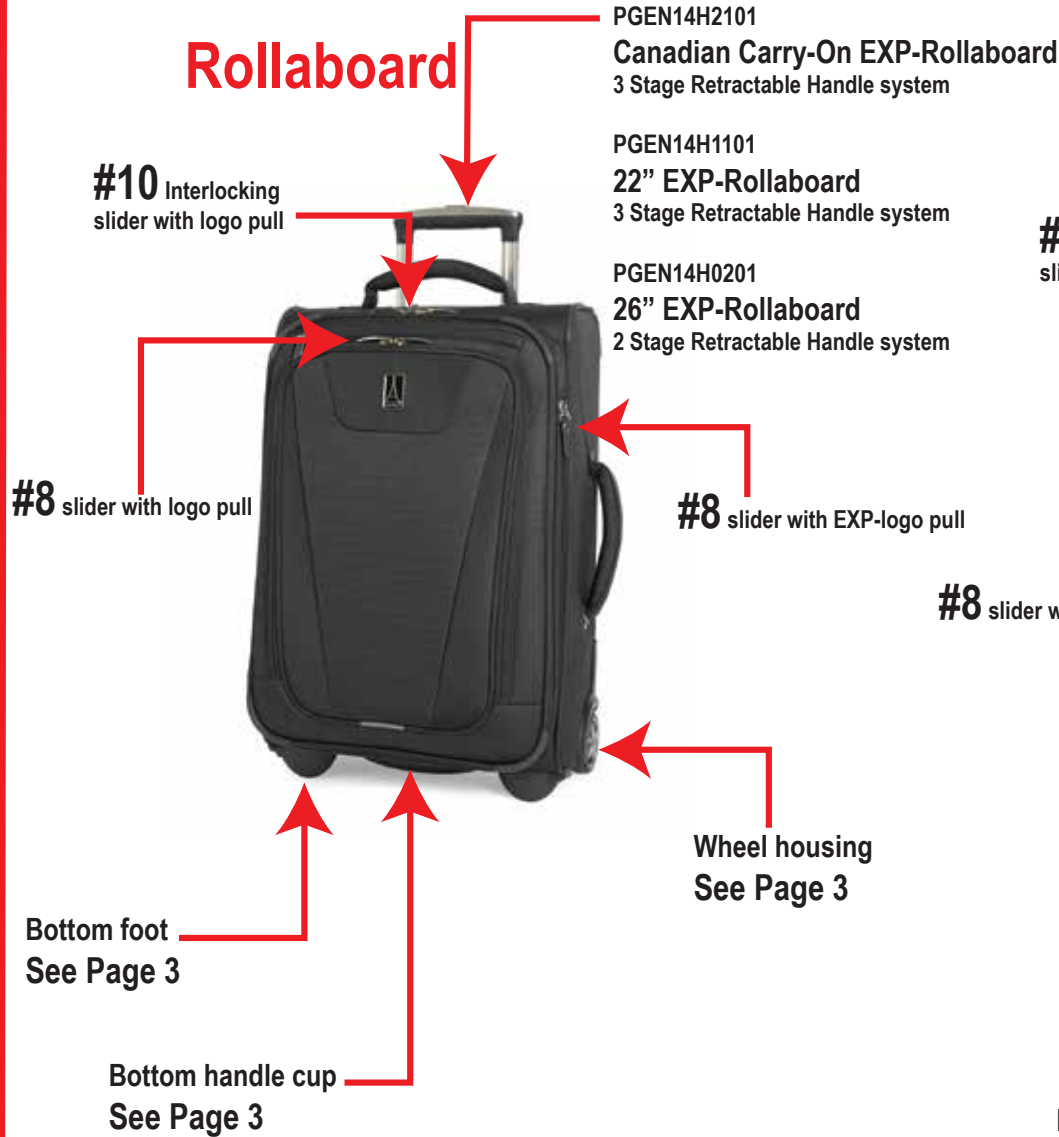 Rollaboard
PGEN14H2101
Canadian Carry-On EXP-Rollaboard
3 Stage Retractable Handle system
PGEN14H1101
22” EXP-Rollaboard
3 Stage Retractable Handle system
PGEN14H0201
26” EXP-Rollaboard
2 Stage Retractable Handle system
#10 Interlocking
slider with logo pull
#8 slider with logo pull
#8 slider with EXP-logo pull
#8 slider
Wheel housing
See Page 3
Bottom foot
See Page 3
Bottom handle cup
See Page 3